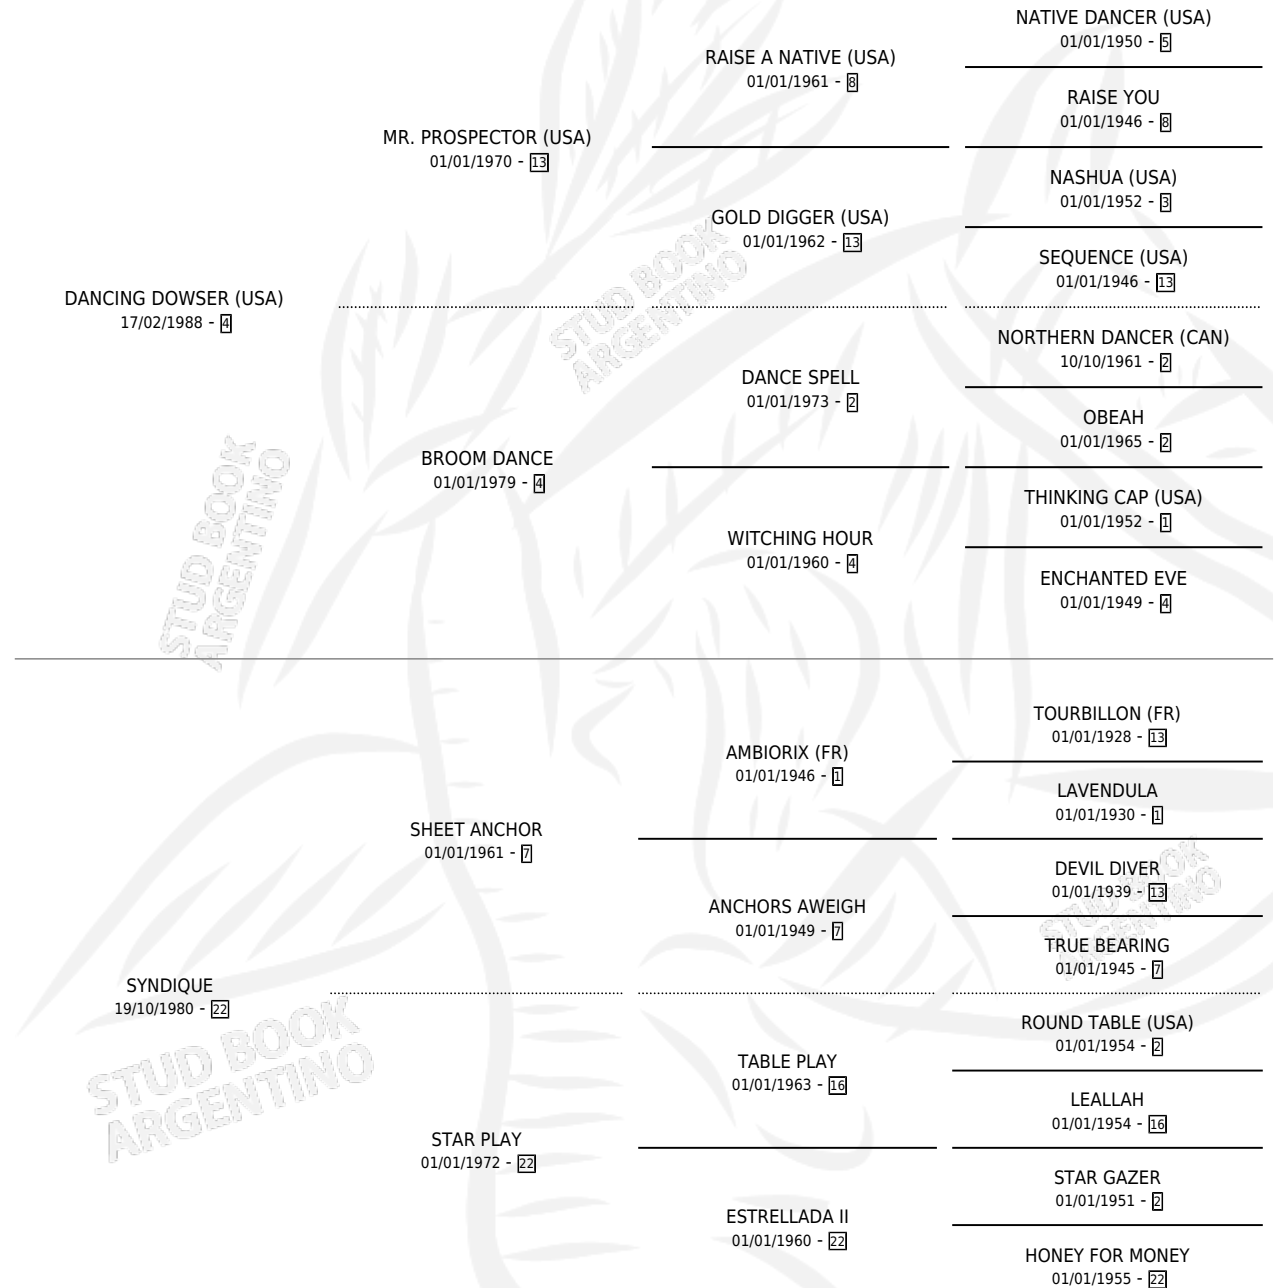 NATIVE DANCER (USA)
01/01/1950 - 5
RAISE A NATIVE (USA)
01/01/1961 - 8
RAISE YOU
01/01/1946 - 8
MR. PROSPECTOR (USA)
01/01/1970 - 13
NASHUA (USA)
01/01/1952 - 3
GOLD DIGGER (USA)
01/01/1962 - 13
SEQUENCE (USA)
01/01/1946 - 13
DANCING DOWSER (USA)
17/02/1988 - 4
STUD BOOK
ARGENTINO
NORTHERN DANCER (CAN)
10/10/1961 - 2
DANCE SPELL
01/01/1973 - 2
OBEAH
01/01/1965 - 2
BROOM DANCE
01/01/1979 - 4
THINKING CAP (USA)
01/01/1952 - 1
WITCHING HOUR
01/01/1960 - 4
ENCHANTED EVE
01/01/1949 - 4
STUD BOOK
ARGENTINO
TOURBILLON (FR)
01/01/1928 - 13
AMBIORIX (FR)
01/01/1946 - 1
LAVENDULA
01/01/1930 - 1
SHEET ANCHOR
01/01/1961 - 7
DEVIL DIVER
01/01/1939 - 13
ANCHORS AWEIGH
01/01/1949 - 7
STUD BOOK
ARGENTINO
TRUE BEARING
01/01/1945 - 7
SYNDIQUE
19/10/1980 - 22
STUD BOOK
ARGENTINO
ROUND TABLE (USA)
01/01/1954 - 2
TABLE PLAY
01/01/1963 - 16
LEALLAH
01/01/1954 - 16
STAR PLAY
01/01/1972 - 22
STAR GAZER
01/01/1951 - 2
ESTRELLADA II
01/01/1960 - 22
HONEY FOR MONEY
01/01/1955 - 22